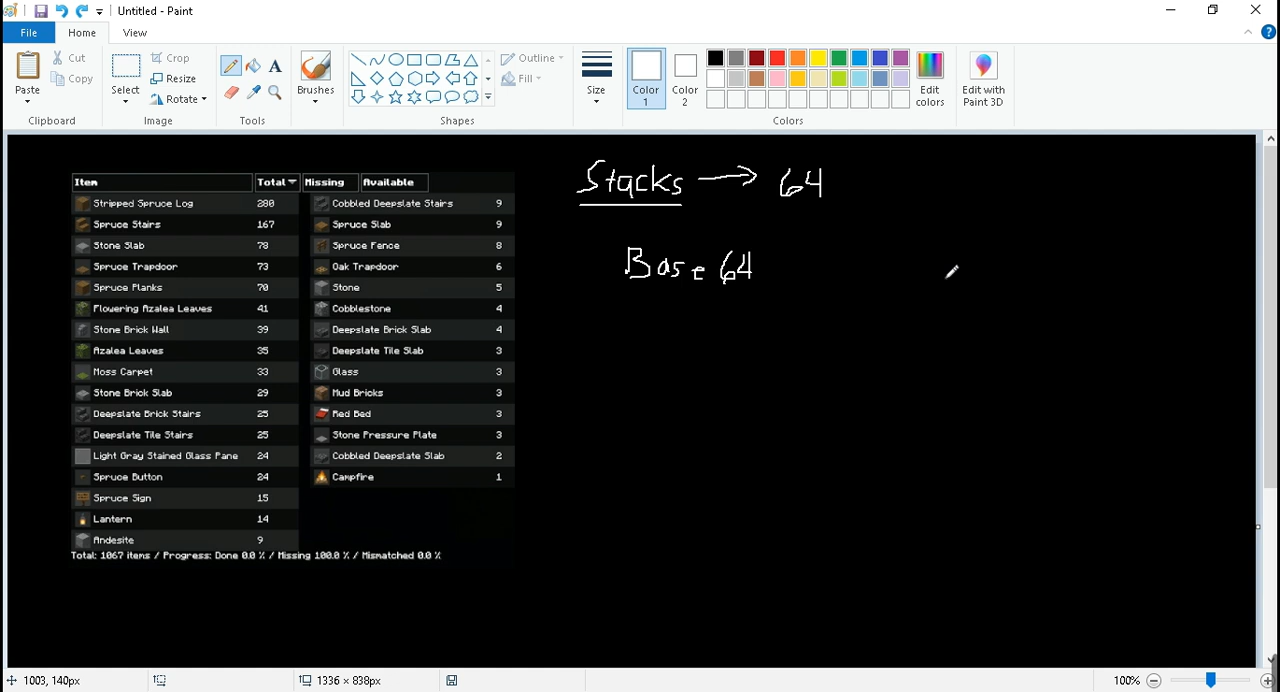 Untitled - Paint
File Home View
Paste
Cut
Copy
Clipboard
Select
Crop
Resize
Rotate
Image
A
Tools
Brushes
Outline
Fill
Shapes
Size
Color 1
Color 2
Edit colors
Colors
Edit with Paint 3D
Item Total Missing Available
Stripped Spruce Log 280
Spruce Stairs 167
Stone Slab 78
Spruce Trapdoor 73
Spruce Planks 70
Flowering Azalea Leaves 41
Stone Brick Wall 39
Azalea Leaves 35
Moss Carpet 33
Stone Brick Slab 29
Deepslate Brick Stairs 25
Deepslate Tile Stairs 25
Light Gray Stained Glass Pane 24
Spruce Button 24
Spruce Sign 15
Lantern 14
Andesite 9
Cobbled Deepslate Stairs 9
Spruce Slab 9
Spruce Fence 8
Oak Trapdoor 6
Stone 5
Cobblestone 4
Deepslate Brick Slab 4
Deepslate Tile Slab 3
Glass 3
Mud Bricks 3
Red Bed 3
Stone Pressure Plate 3
Cobbled Deepslate Slab 2
Campfire 1
Total: 1067 items / Progress: Done 0.0 % / Missing 100.0 % / Mismatched 0.0 %
Stacks → 64
Base 64
1003, 140px
1336 × 838px
100%